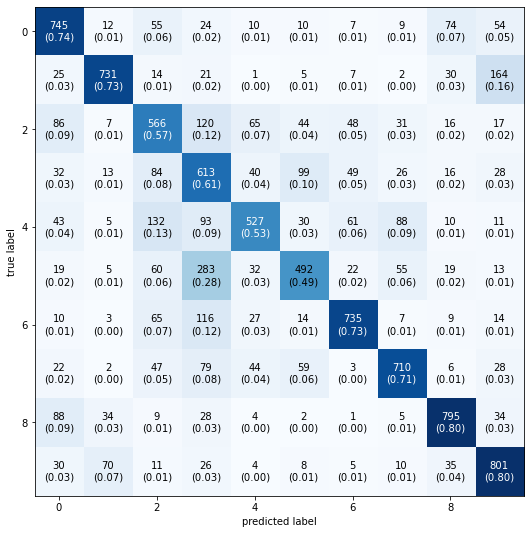 745 12 55 24 10 10 7 9 74 54
0 (0.74) (0.01) (0.06) (0.02) (0.01) (0.01) (0.01) (0.01) (0.07) (0.05)
25 731 14 21 1 5 7 2 30 164
(0.03) (0.73) (0.01) (0.02) (0.00) (0.01) (0.01) (0.00) (0.03) (0.16)
86 7 566 120 65 44 48 31 16 17
2 (0.09) (0.01) (0.57) (0.12) (0.07) (0.04) (0.05) (0.03) (0.02) (0.02)
32 13 84 613 40 99 49 26 16 28
(0.03) (0.01) (0.08) (0.61) (0.04) (0.10) (0.05) (0.03) (0.02) (0.03)
43 5 132 93 527 30 61 88 10 11
4 (0.04) (0.01) (0.13) (0.09) (0.53) (0.03) (0.06) (0.09) (0.01) (0.01)
true label
19 5 60 283 32 492 22 55 19 13
(0.02) (0.01) (0.06) (0.28) (0.03) (0.49) (0.02) (0.06) (0.02) (0.01)
10 3 65 116 27 14 735 7 9 14
6 (0.01) (0.00) (0.07) (0.12) (0.03) (0.01) (0.73) (0.01) (0.01) (0.01)
22 2 47 79 44 59 3 710 6 28
(0.02) (0.00) (0.05) (0.08) (0.04) (0.06) (0.00) (0.71) (0.01) (0.03)
88 34 9 28 4 2 1 5 795 34
8 (0.09) (0.03) (0.01) (0.03) (0.00) (0.00) (0.00) (0.01) (0.80) (0.03)
30 70 11 26 4 8 5 10 35 801
(0.03) (0.07) (0.01) (0.03) (0.00) (0.01) (0.01) (0.01) (0.04) (0.80)
0 2 4 6 8
predicted label